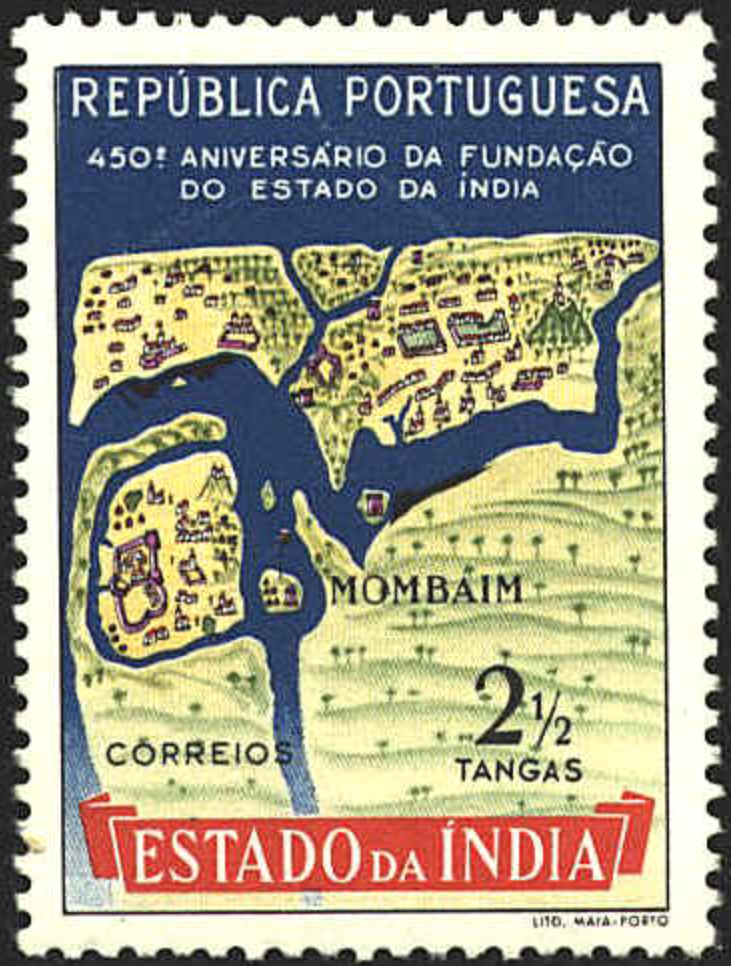 REPÚBLICA PORTUGUESA
450º ANIVERSÁRIO DA FUNDAÇÃO
DO ESTADO DA ÍNDIA
MOMBAIM
2 1/2
CORREIOS
TANGAS
ESTADO DA ÍNDIA
LITO. MAIA-PORTO